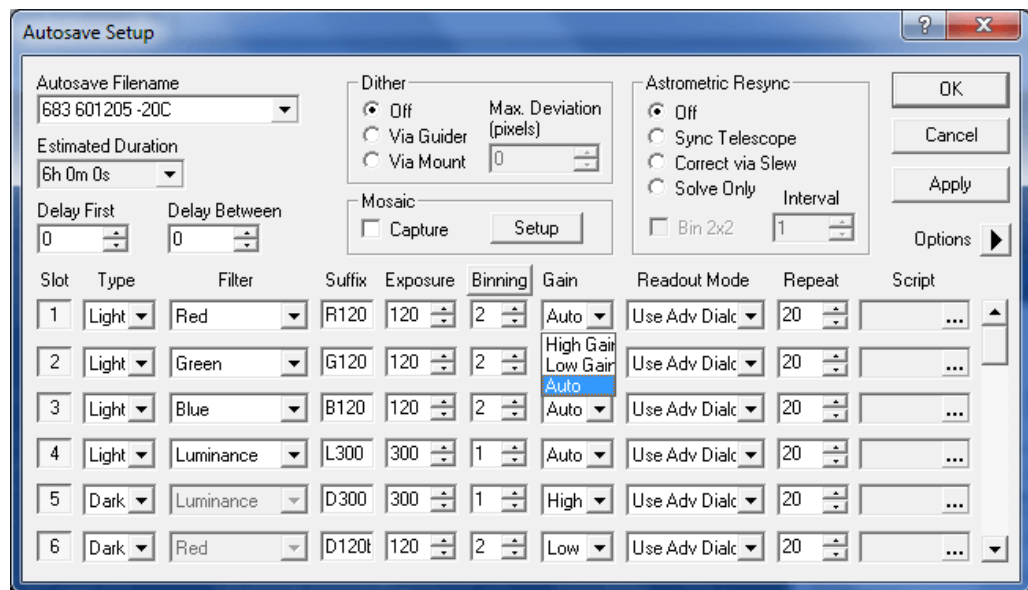 Autosave Setup
Autosave Filename
683 601205 -20C
Estimated Duration
6h 0m 0s
Delay First Delay Between
0 0
Dither
Off
Via Guider
Via Mount
Max. Deviation
(pixels)
0
Mosaic
Capture Setup
Astrometric Resync
Off
Sync Telescope
Correct via Slew
Solve Only
Interval
Bin 2x2 1
OK
Cancel
Apply
Options
Slot Type Filter Suffix Exposure Binning Gain Readout Mode Repeat Script
1 Light Red R120 120 2 Auto Use Adv Dialc 20 ...
High Gain
Low Gain
Auto
2 Light Green G120 120 2 Use Adv Dialc 20 ...
3 Light Blue B120 120 2 Auto Use Adv Dialc 20 ...
4 Light Luminance L300 300 1 Auto Use Adv Dialc 20 ...
5 Dark Luminance D300 300 1 High Use Adv Dialc 20 ...
6 Dark Red D120b 120 2 Low Use Adv Dialc 20 ...